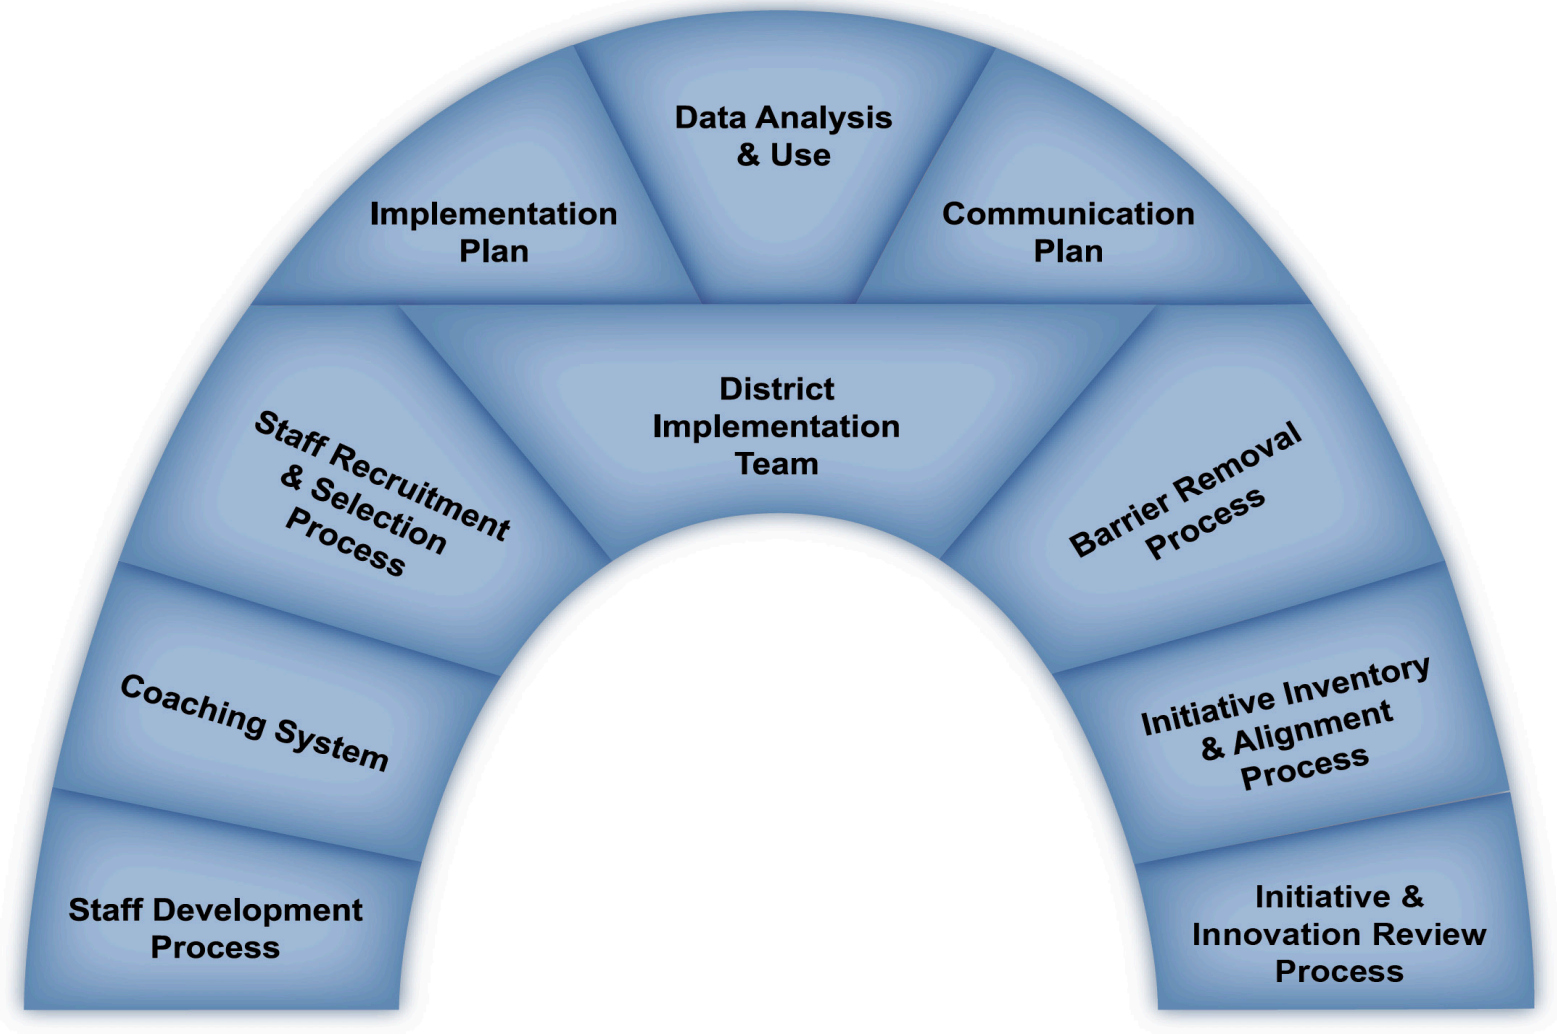 Data Analysis
& Use
Implementation
Plan
Communication
Plan
District
Implementation
Team
Staff Recruitment
& Selection
Process
Barrier Removal
Process
Coaching System
Initiative Inventory
& Alignment
Process
Staff Development
Process
Initiative &
Innovation Review
Process